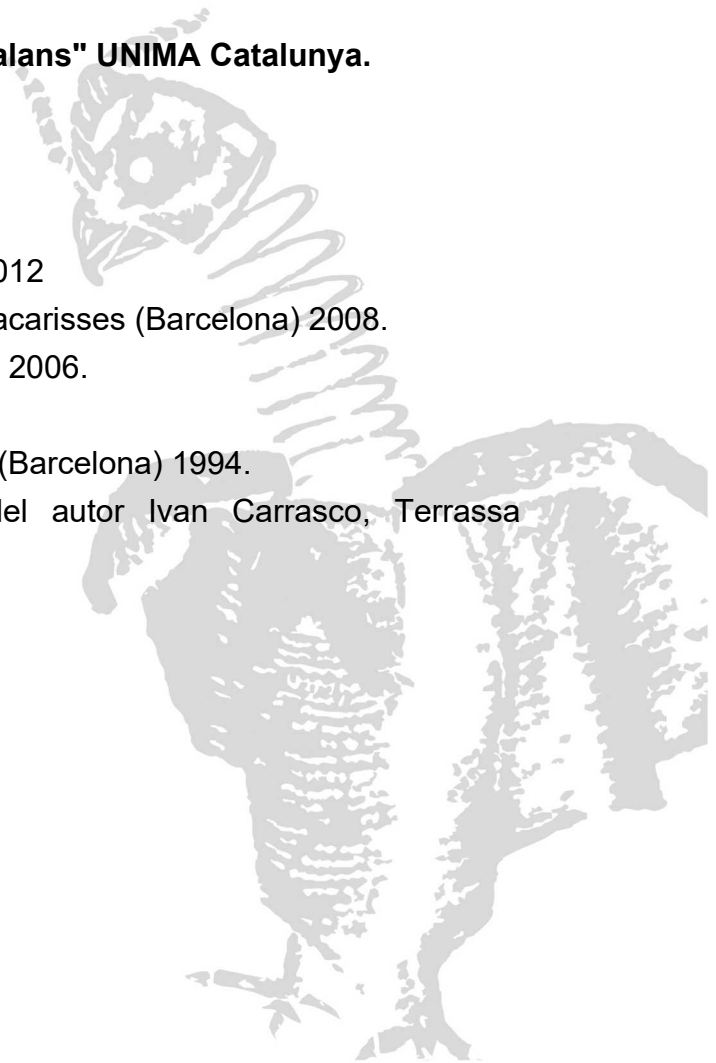 alans" UNIMA Catalunya.
012
acarisses (Barcelona) 2008.
2006.
(Barcelona) 1994.
del autor Ivan Carrasco, Terrassa